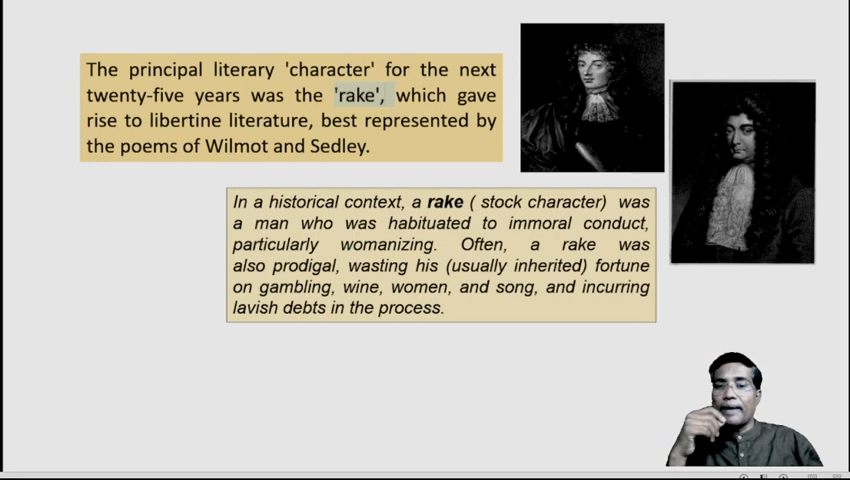 The principal literary 'character' for the next
twenty-five years was the 'rake', which gave
rise to libertine literature, best represented by
the poems of Wilmot and Sedley.
In a historical context, a rake ( stock character) was
a man who was habituated to immoral conduct,
particularly womanizing. Often, a rake was
also prodigal, wasting his (usually inherited) fortune
on gambling, wine, women, and song, and incurring
lavish debts in the process.